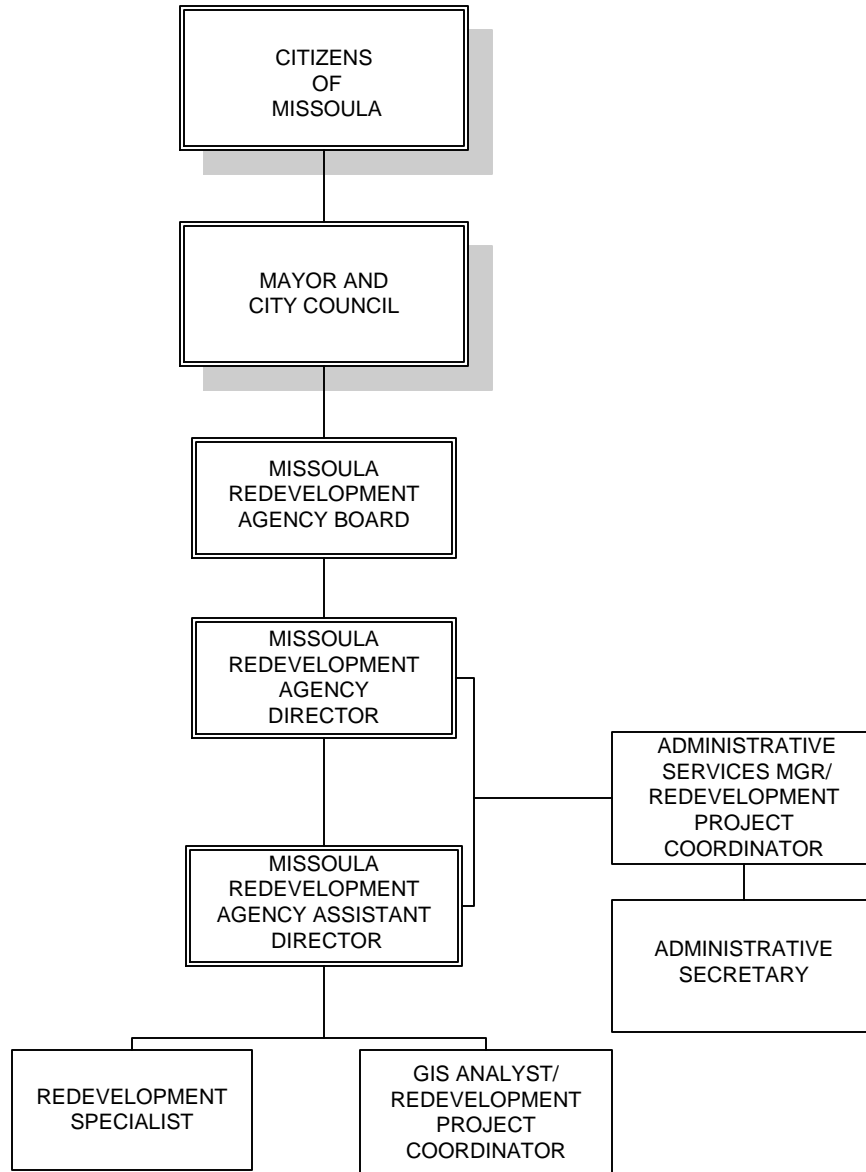 CITIZENS
OF
MISSOULA
MAYOR AND
CITY COUNCIL
MISSOULA
REDEVELOPMENT
AGENCY BOARD
MISSOULA
REDEVELOPMENT
AGENCY
DIRECTOR
ADMINISTRATIVE
SERVICES MGR/
REDEVELOPMENT
PROJECT
COORDINATOR
MISSOULA
REDEVELOPMENT
AGENCY ASSISTANT
DIRECTOR
ADMINISTRATIVE
SECRETARY
REDEVELOPMENT
SPECIALIST
GIS ANALYST/
REDEVELOPMENT
PROJECT
COORDINATOR